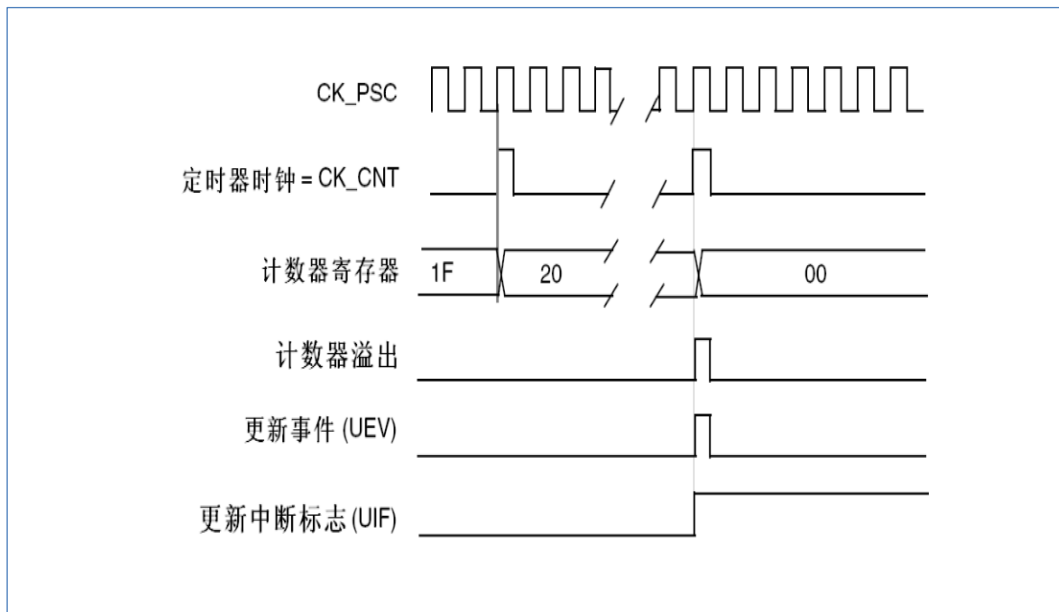 CK_PSC
定时器时钟 = CK_CNT
计数器寄存器
1F
20
00
计数器溢出
更新事件 (UEV)
更新中断标志 (UIF)